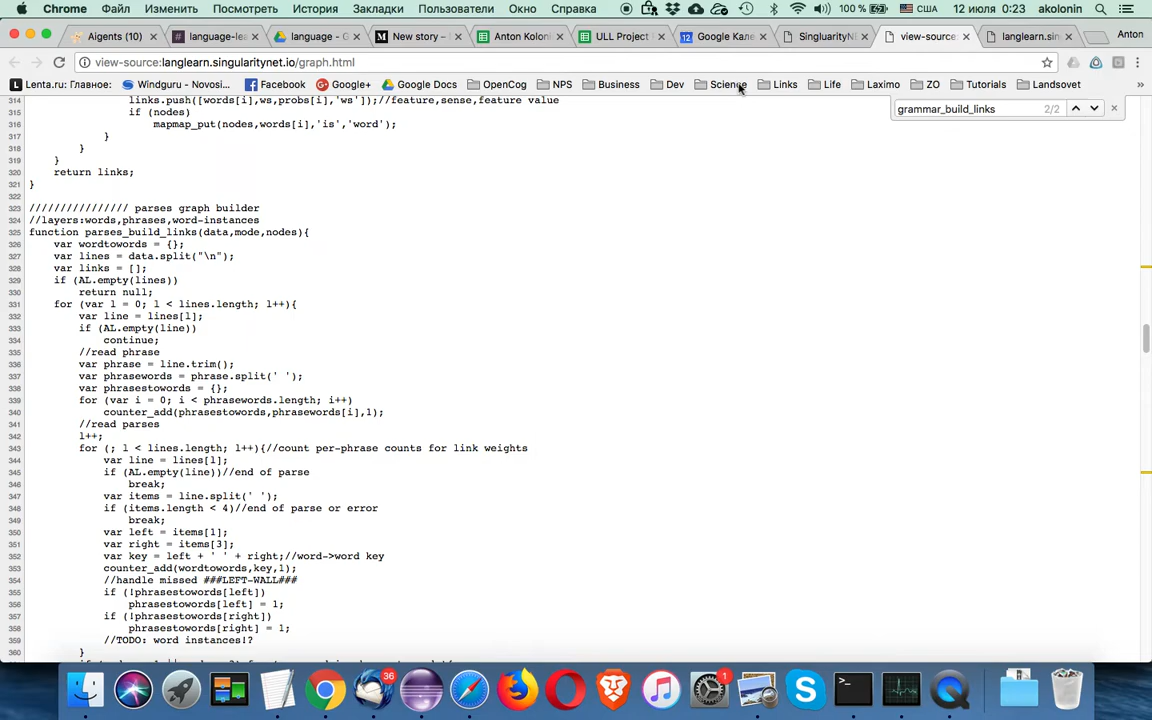 Chrome Файл Изменить Посмотреть История Закладки Пользователи Окно Справка 100 % США 12 июля 0:23 akolonin
Aigents (10) language-lea language - G New story - Anton Kolon ULL Project Google Кале SingluarityN view-source: langlearn.sin Anton
view-source:langlearn.singularitynet.io/graph.html
Lenta.ru: Главное: Windguru - Novosi... Facebook Google+ Google Docs OpenCog NPS Business Dev Science Links Life Laximo ZO Tutorials Landsovet »
grammar_build_links 2/2
314 links.push([words[i],ws,probs[i],'ws']);//feature,sense,feature value
315 if (nodes)
316 mapmap_put(nodes,words[i],'is','word');
317 }
318 }
319 }
320 return links;
321 }
322
323 //////////////// parses graph builder
324 //layers:words,phrases,word-instances
325 function parses_build_links(data,mode,nodes){
326 var wordtowords = {};
327 var lines = data.split("\n");
328 var links = [];
329 if (AL.empty(lines))
330 return null;
331 for (var l = 0; l < lines.length; l++){
332 var line = lines[l];
333 if (AL.empty(line))
334 continue;
335 //read phrase
336 var phrase = line.trim();
337 var phrasewords = phrase.split(' ');
338 var phrasestowords = {};
339 for (var i = 0; i < phrasewords.length; i++)
340 counter_add(phrasestowords,phrasewords[i],1);
341 //read parses
342 l++;
343 for (; l < lines.length; l++){//count per-phrase counts for link weights
344 var line = lines[l];
345 if (AL.empty(line))//end of parse
346 break;
347 var items = line.split(' ');
348 if (items.length < 4)//end of parse or error
349 break;
350 var left = items[1];
351 var right = items[3];
352 var key = left + ' ' + right;//word->word key
353 counter_add(wordtowords,key,1);
354 //handle missed ###LEFT-WALL###
355 if (!phrasestowords[left])
356 phrasestowords[left] = 1;
357 if (!phrasestowords[right])
358 phrasestowords[right] = 1;
359 //TODO: word instances!?
360 }
36
1